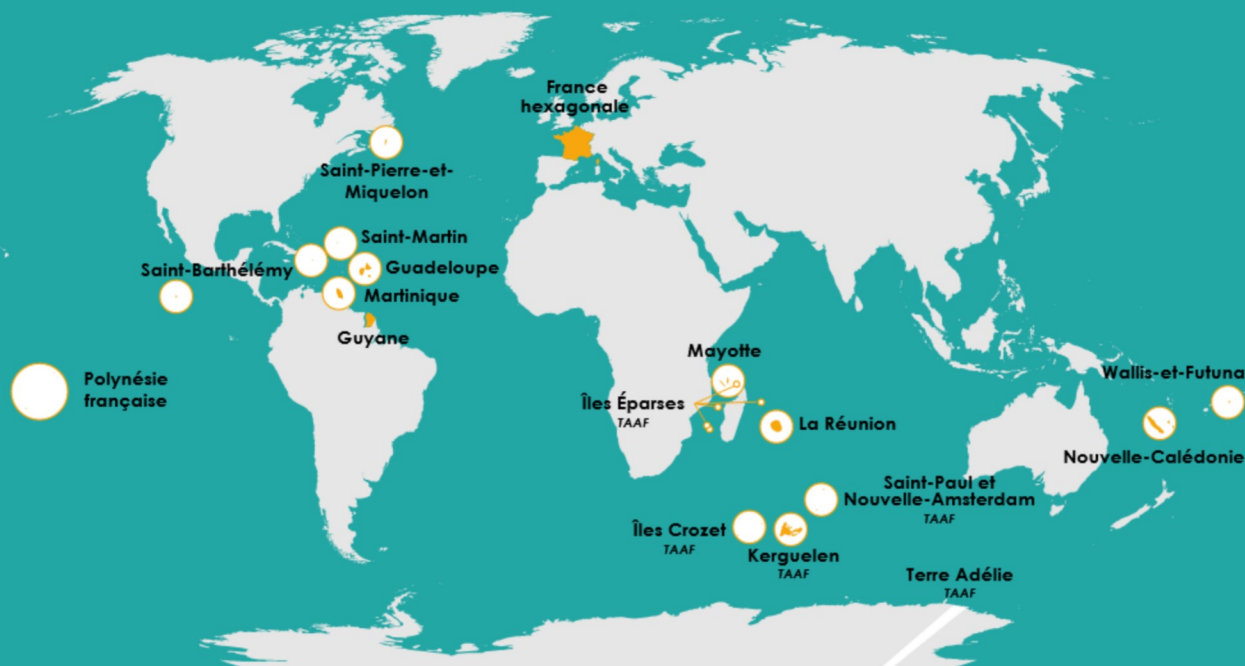 France
hexagonale
Saint-Pierre-et-
Miquelon
Saint-Martin
Saint-Barthélémy
Guadeloupe
Martinique
Guyane
Polynésie
française
Mayotte
Îles Éparses
TAAF
La Réunion
Wallis-et-Futuna
Nouvelle-Calédonie
Saint-Paul et
Nouvelle-Amsterdam
TAAF
Îles Crozet
TAAF
Kerguelen
TAAF
Terre Adélie
TAAF